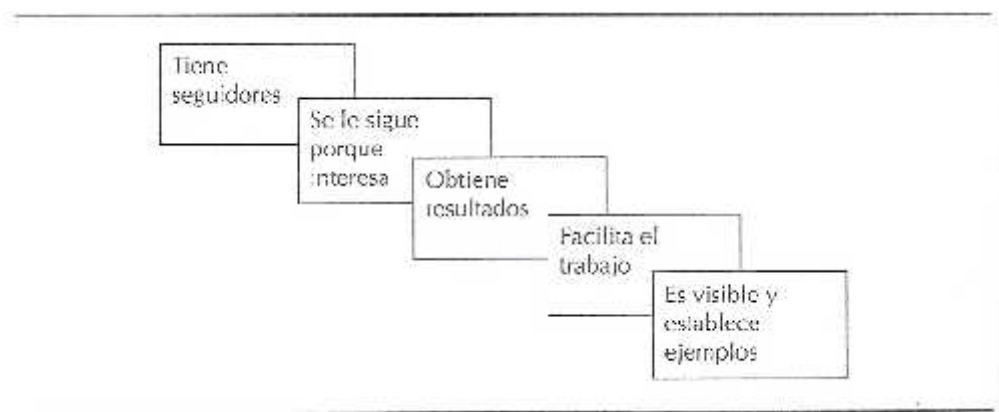 Tiene
seguidores
Se le sigue
porque
interesa
Obtiene
resultados
Facilita el
trabajo
Es visible y
establece
ejemplos